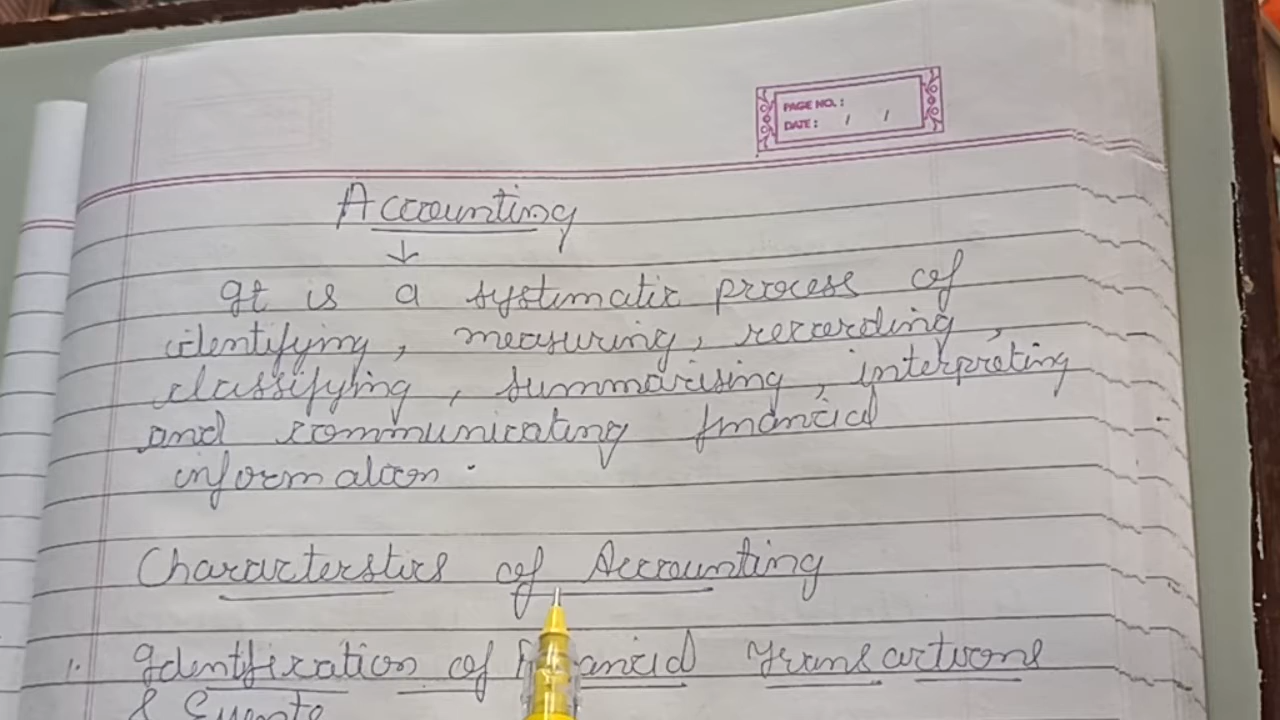 PAGE NO. :
DATE : / /
Accounting
It is a systematic process of
identifying, measuring, recording,
classifying, summarising, interpreting
and communicating financial
information.
Characterstics of Accounting
1. Identification of Financial Transactions
& Events